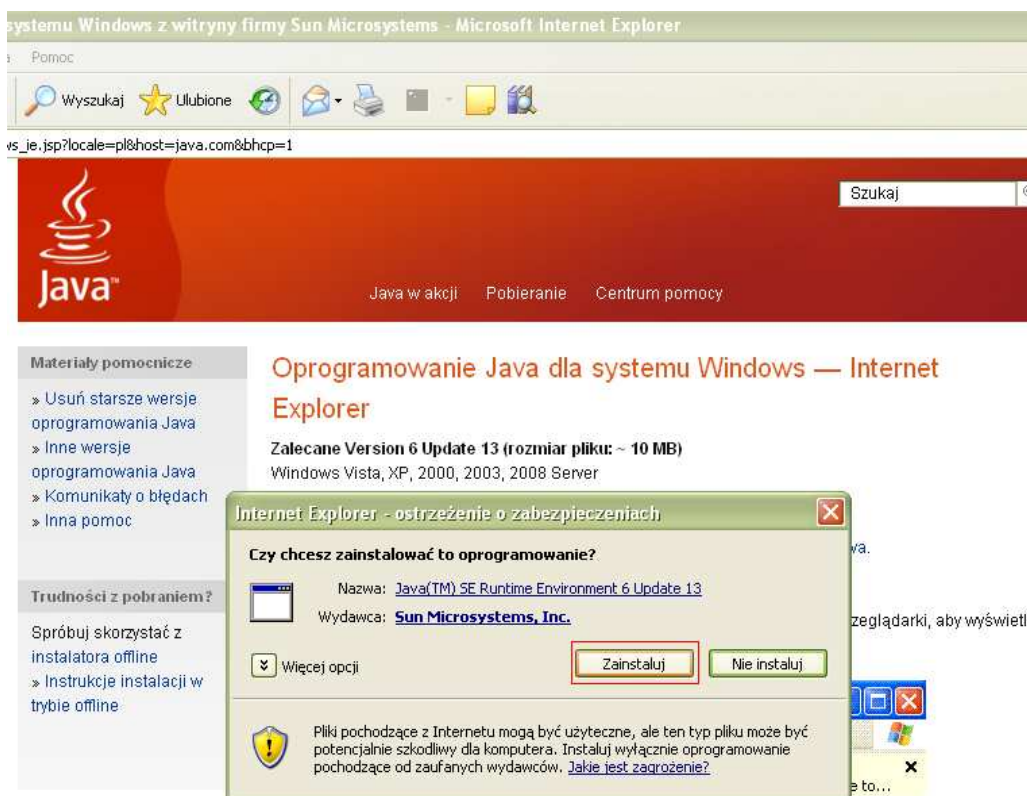 systemu Windows z witryny firmy Sun Microsystems - Microsoft Internet Explorer
Pomoc
Wyszukaj Ulubione
ws_ie.jsp?locale=pl&host=java.com&bhcp=1
Szukaj
Java™
Java w akcji Pobieranie Centrum pomocy
Materiały pomocnicze
» Usuń starsze wersje
oprogramowania Java
» Inne wersje
oprogramowania Java
» Komunikaty o błędach
» Inna pomoc
Trudności z pobraniem?
Spróbuj skorzystać z
instalatora offline
» Instrukcje instalacji w
trybie offline
Oprogramowanie Java dla systemu Windows — Internet
Explorer
Zalecane Version 6 Update 13 (rozmiar pliku: ~ 10 MB)
Windows Vista, XP, 2000, 2003, 2008 Server
va.
zeglądarki, aby wyświetl
Internet Explorer - ostrzeżenie o zabezpieczeniach
Czy chcesz zainstalować to oprogramowanie?
Nazwa: Java(TM) SE Runtime Environment 6 Update 13
Wydawca: Sun Microsystems, Inc.
Więcej opcji
Zainstaluj Nie instaluj
Pliki pochodzące z Internetu mogą być użyteczne, ale ten typ pliku może być
potencjalnie szkodliwy dla komputera. Instaluj wyłącznie oprogramowanie
pochodzące od zaufanych wydawców. Jakie jest zagrożenie?
e to...